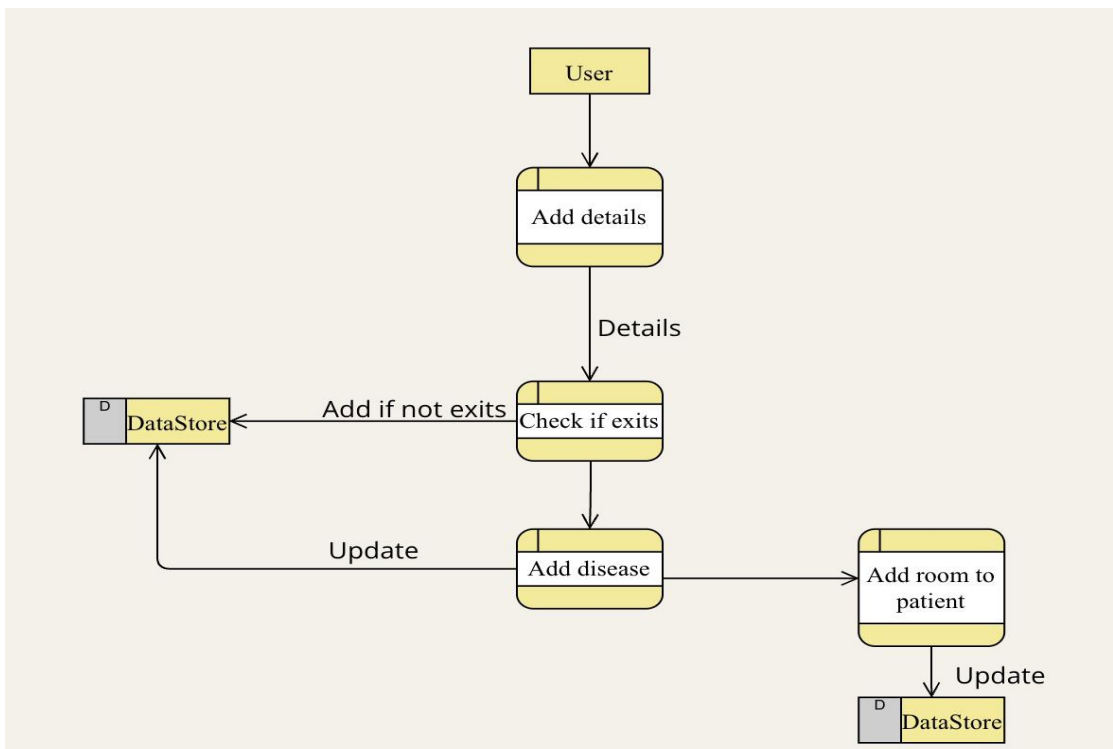 User
Add details
Details
Add if not exits
Check if exits
D
DataStore
Update
Add disease
Add room to
patient
Update
D
DataStore